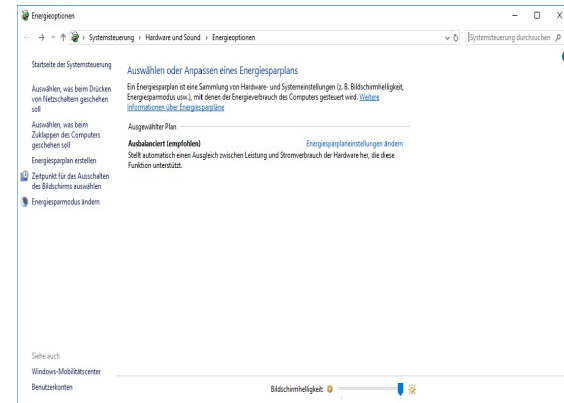 Energieoptionen
Systemsteuerung › Hardware und Sound › Energieoptionen
Systemsteuerung durchsuchen
Startseite der Systemsteuerung
Auswählen, was beim Drücken
von Netzschaltern geschehen
soll
Auswählen, was beim
Zuklappen des Computers
geschehen soll
Energiesparplan erstellen
Zeitpunkt für das Ausschalten
des Bildschirms auswählen
Energiesparmodus ändern
Auswählen oder Anpassen eines Energiesparplans
Ein Energiesparplan ist eine Sammlung von Hardware- und Systemeinstellungen (z. B. Bildschirmhelligkeit,
Energiesparmodus usw.), mit denen der Energieverbrauch des Computers gesteuert wird. Weitere
Informationen über Energiesparpläne
Ausgewählter Plan
Ausbalanciert (empfohlen) Energiesparplaneinstellungen ändern
Stellt automatisch einen Ausgleich zwischen Leistung und Stromverbrauch der Hardware her, die diese
Funktion unterstützt.
Siehe auch
Windows-Mobilitätscenter
Benutzerkonten
Bildschirmhelligkeit: